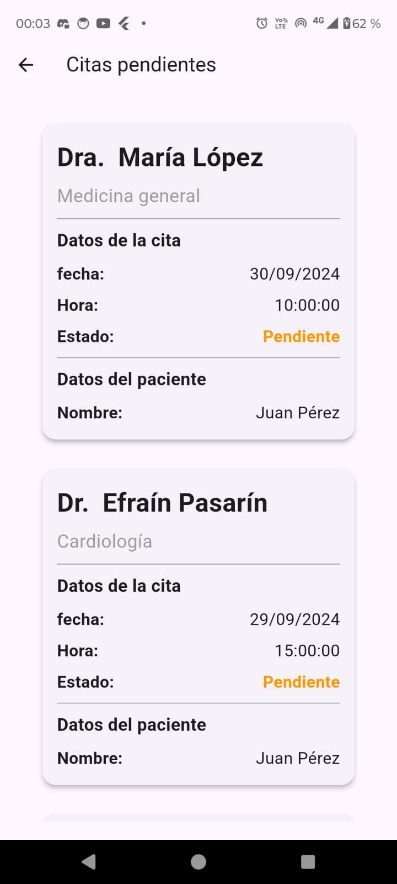 00:03 4G 62 %
Citas pendientes
Dra. María López
Medicina general
Datos de la cita
fecha: 30/09/2024
Hora: 10:00:00
Estado: Pendiente
Datos del paciente
Nombre: Juan Pérez
Dr. Efraín Pasarín
Cardiología
Datos de la cita
fecha: 29/09/2024
Hora: 15:00:00
Estado: Pendiente
Datos del paciente
Nombre: Juan Pérez